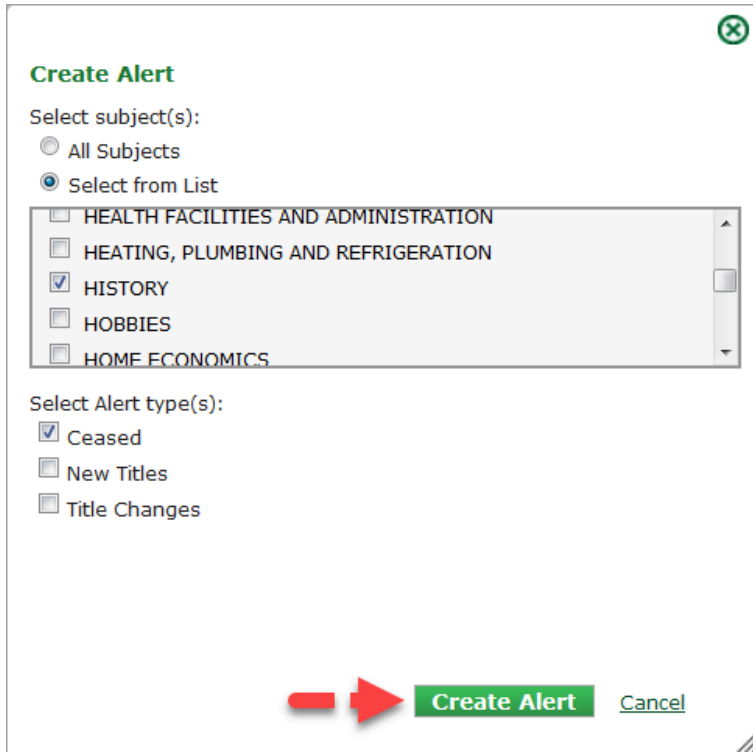 Create Alert
Select subject(s):
All Subjects
Select from List
HEALTH FACILITIES AND ADMINISTRATION
HEATING, PLUMBING AND REFRIGERATION
HISTORY
HOBBIES
HOME ECONOMICS
Select Alert type(s):
Ceased
New Titles
Title Changes
Create Alert Cancel